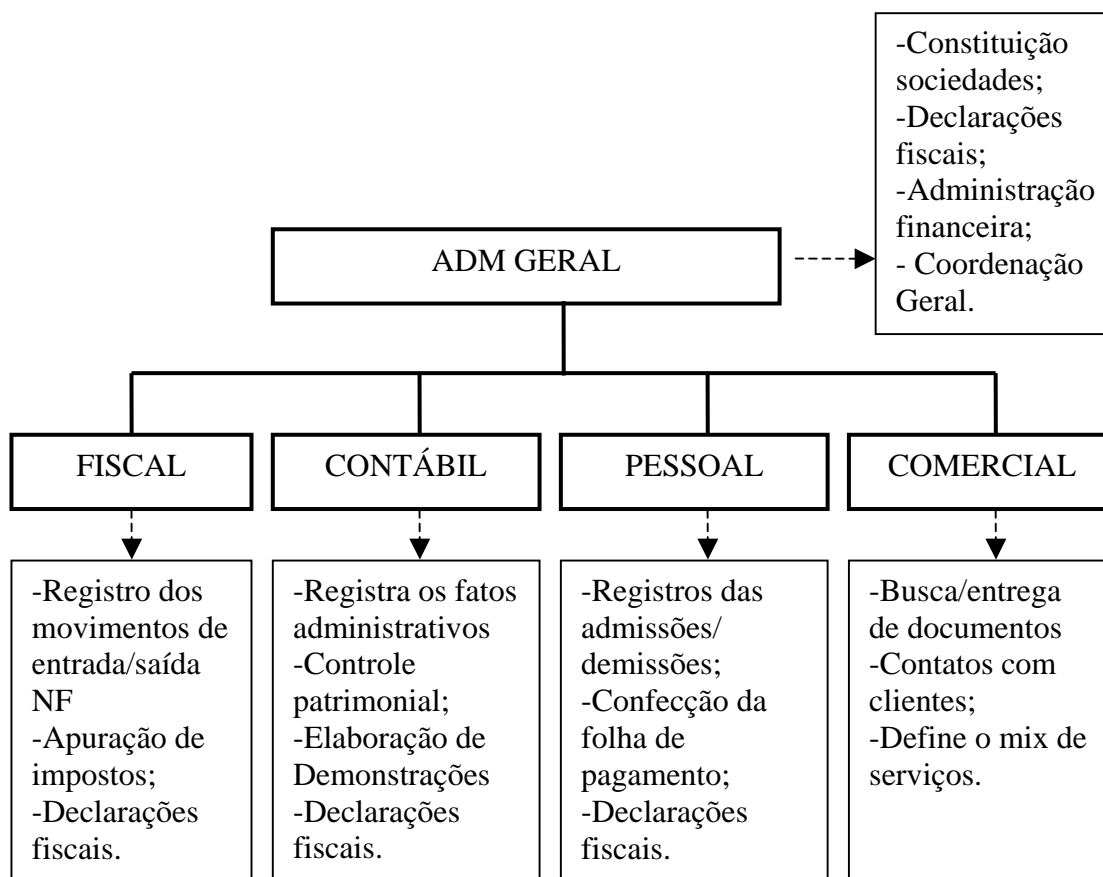 -Constituição
sociedades;
-Declarações
fiscais;
-Administração
financeira;
- Coordenação
Geral.
ADM GERAL
FISCAL
CONTÁBIL
PESSOAL
COMERCIAL
-Registro dos
movimentos de
entrada/saída
NF
-Apuração de
impostos;
-Declarações
fiscais.
-Registra os fatos
administrativos
-Controle
patrimonial;
-Elaboração de
Demonstrações
-Declarações
fiscais.
-Registros das
admissões/
demissões;
-Confecção da
folha de
pagamento;
-Declarações
fiscais.
-Busca/entrega
de documentos
-Contatos com
clientes;
-Define o mix de
serviços.